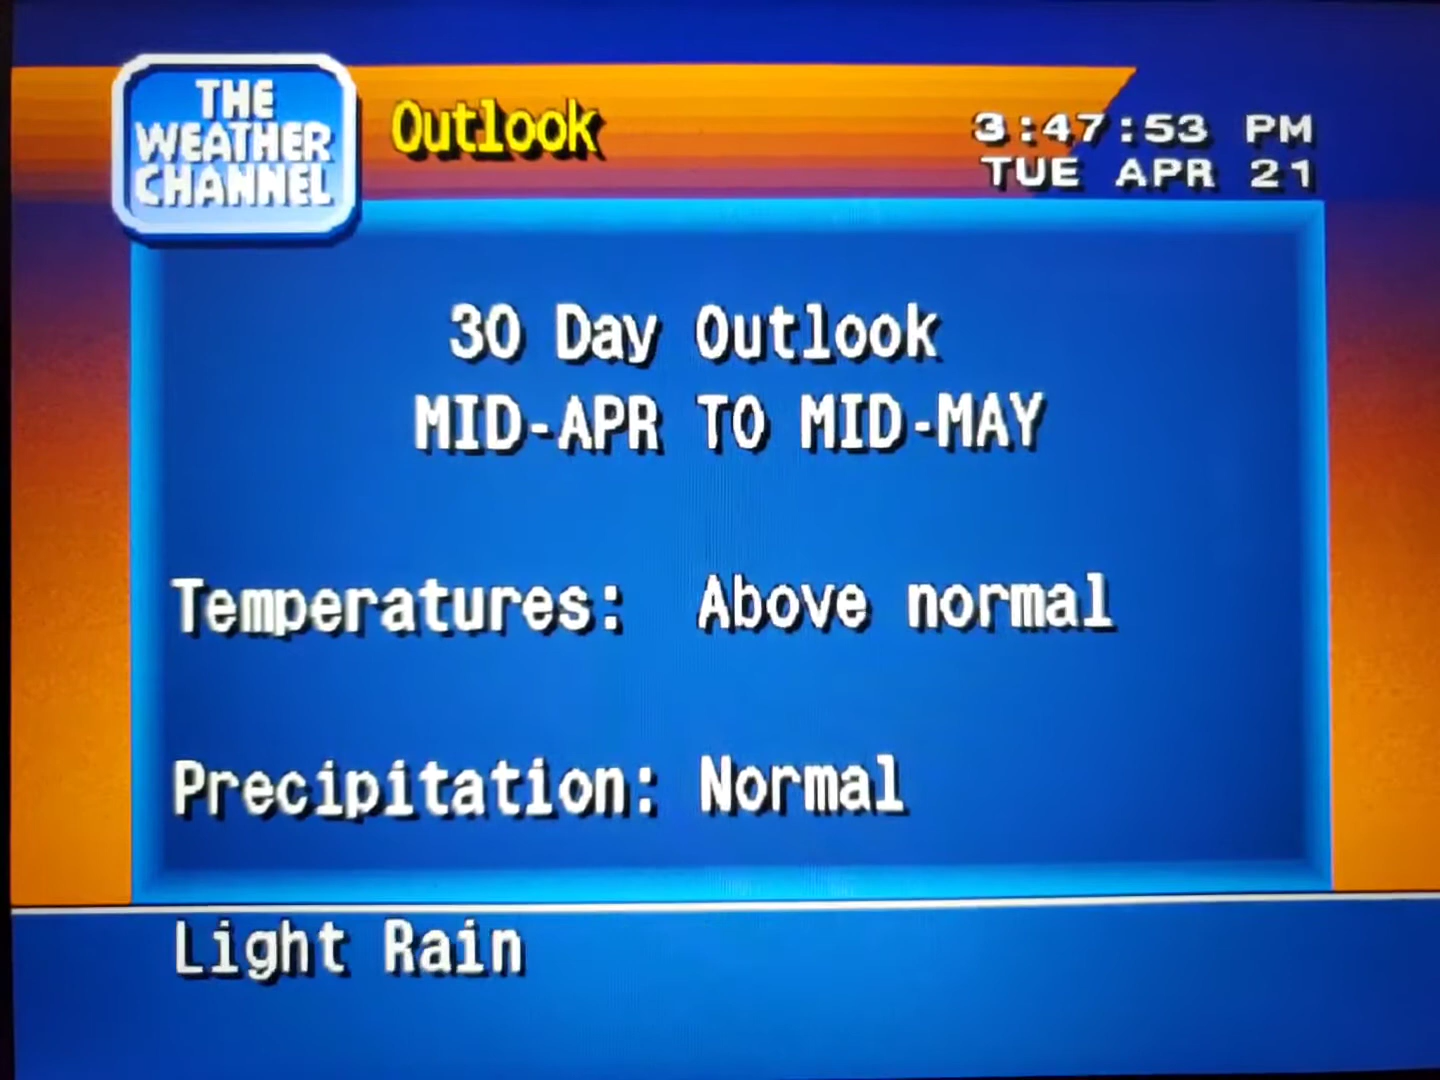 THE
WEATHER
CHANNEL
Outlook
3:47:53 PM
TUE APR 21
30 Day Outlook
MID-APR TO MID-MAY
Temperatures: Above normal
Precipitation: Normal
Light Rain